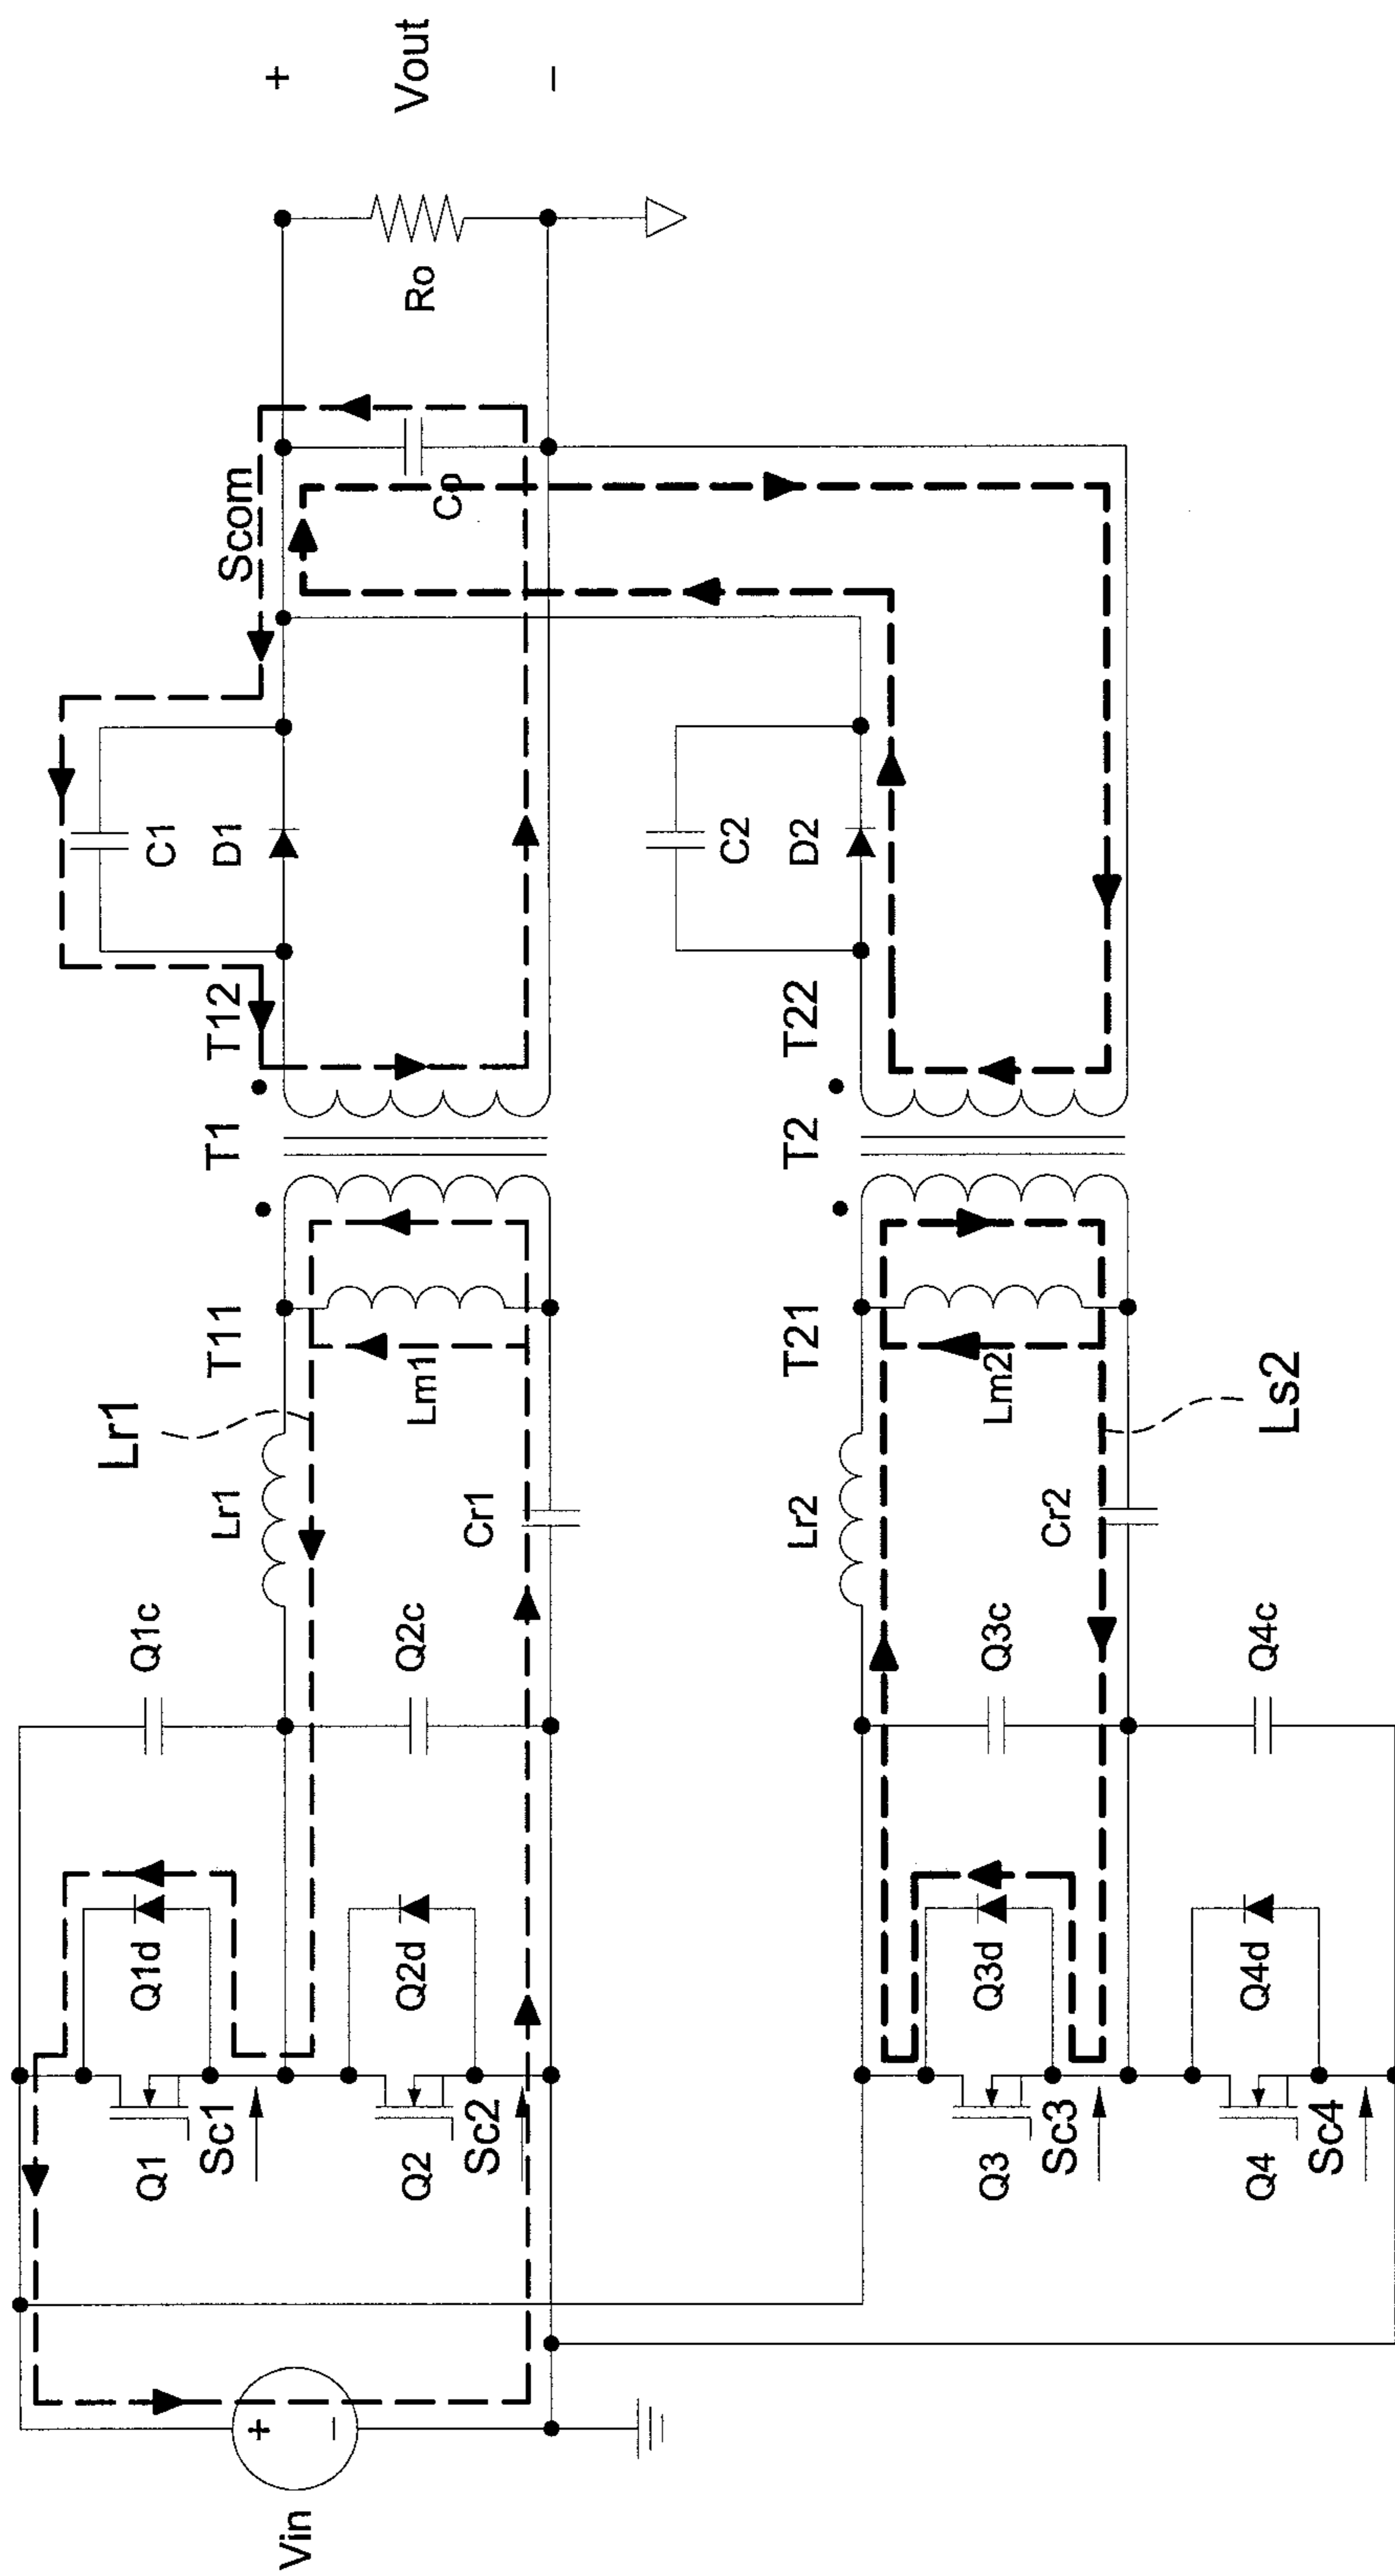 Vin
+
−
Q1
Sc1
Q1d
Q2
Sc2
Q2d
Q1c
Q2c
Lr1
Lr1
Cr1
T11
Lm1
T1
T12
C1
D1
Scom
Co
Ro
+
Vout
−
Q3
Sc3
Q3d
Q4
Sc4
Q4d
Q3c
Q4c
Lr2
Cr2
Ls2
T21
Lm2
T2
T22
C2
D2